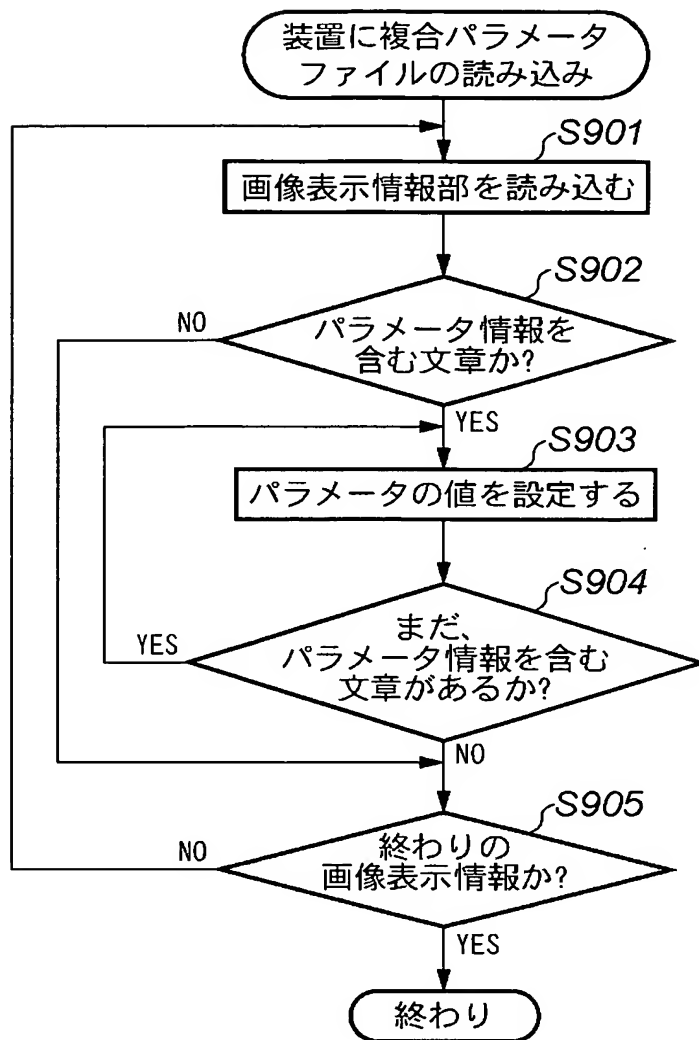 装置に複合パラメータ
ファイルの読み込み
S901
画像表示情報部を読み込む
S902
NO
パラメータ情報を
含む文章か?
YES
S903
パラメータの値を設定する
S904
YES
まだ、
パラメータ情報を含む
文章があるか?
NO
S905
NO
終わりの
画像表示情報か?
YES
終わり